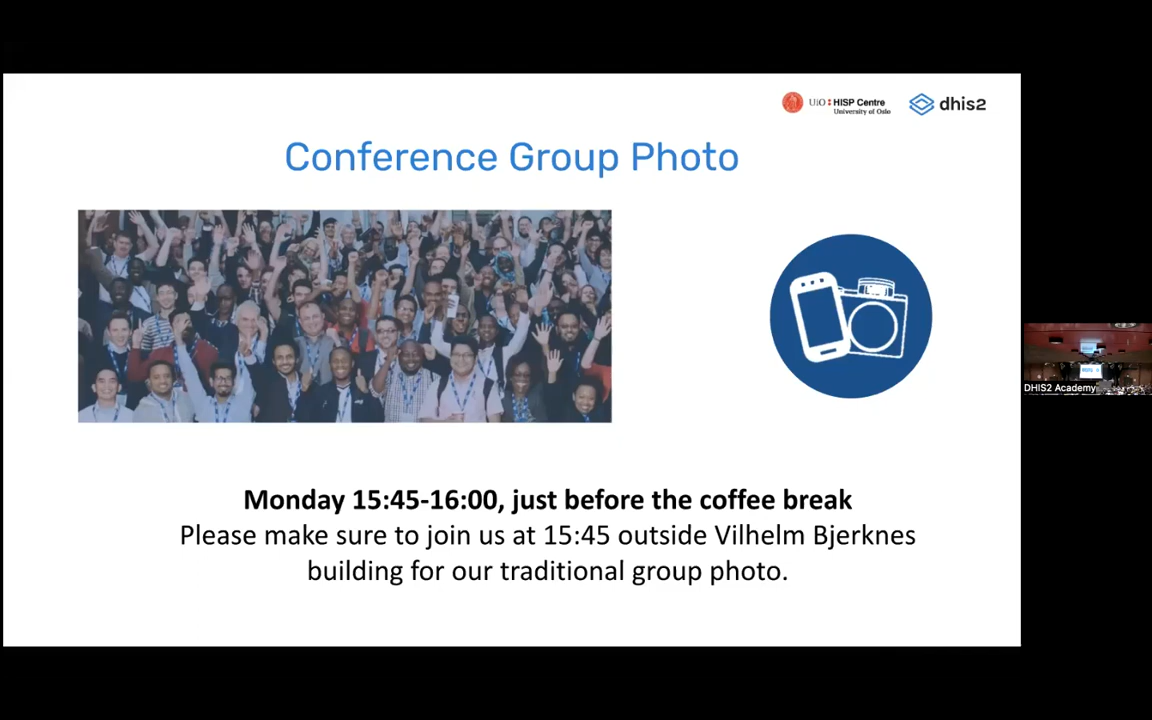 UiO HISP Centre
University of Oslo
dhis2
Conference Group Photo
Monday 15:45-16:00, just before the coffee break
Please make sure to join us at 15:45 outside Vilhelm Bjerknes
building for our traditional group photo.
DHIS2 Academy